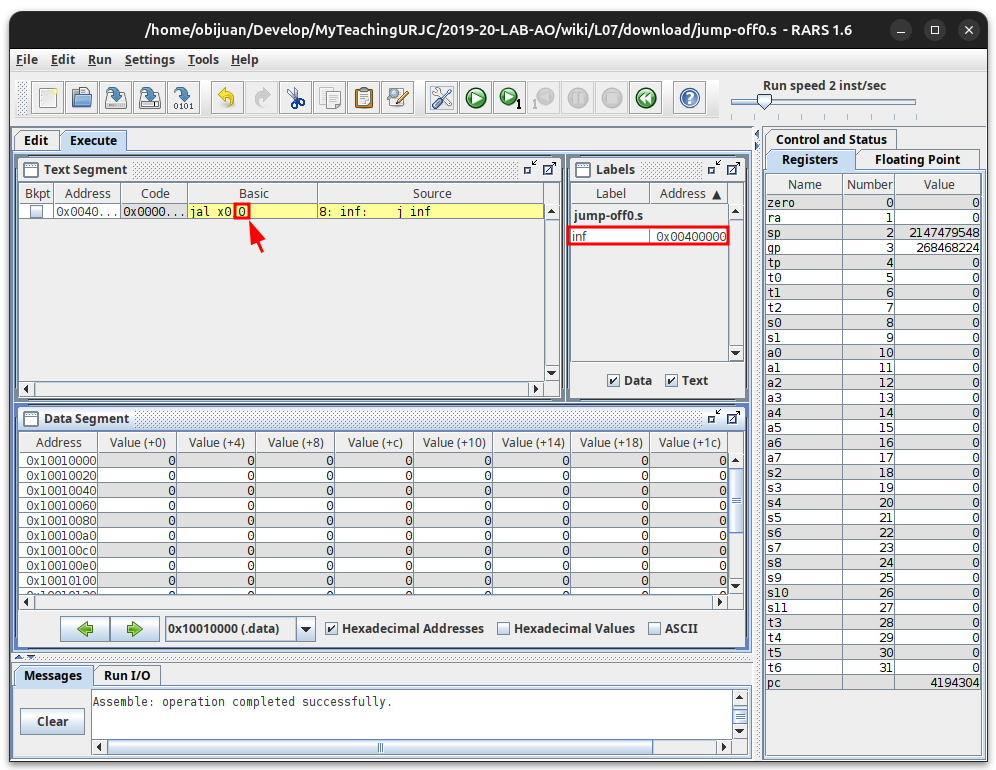 /home/obijuan/Develop/MyTeachingURJC/2019-20-LAB-AO/wiki/L07/download/jump-off0.s - RARS 1.6
File Edit Run Settings Tools Help
Run speed 2 inst/sec
Edit Execute
Text Segment
Bkpt Address Code Basic Source
0x0040... 0x0000... jal x0 0 8: inf: j inf
Labels
Label Address ▲
jump-off0.s
inf 0x00400000
Data Text
Data Segment
Address Value (+0) Value (+4) Value (+8) Value (+c) Value (+10) Value (+14) Value (+18) Value (+1c)
0x10010000 0 0 0 0 0 0 0 0
0x10010020 0 0 0 0 0 0 0 0
0x10010040 0 0 0 0 0 0 0 0
0x10010060 0 0 0 0 0 0 0 0
0x10010080 0 0 0 0 0 0 0 0
0x100100a0 0 0 0 0 0 0 0 0
0x100100c0 0 0 0 0 0 0 0 0
0x100100e0 0 0 0 0 0 0 0 0
0x10010100 0 0 0 0 0 0 0 0
0x10010000 (.data) Hexadecimal Addresses Hexadecimal Values ASCII
Messages Run I/O
Assemble: operation completed successfully.
Clear
Control and Status
Registers Floating Point
Name Number Value
zero 0 0
ra 1 0
sp 2 2147479548
gp 3 268468224
tp 4 0
t0 5 0
t1 6 0
t2 7 0
s0 8 0
s1 9 0
a0 10 0
a1 11 0
a2 12 0
a3 13 0
a4 14 0
a5 15 0
a6 16 0
a7 17 0
s2 18 0
s3 19 0
s4 20 0
s5 21 0
s6 22 0
s7 23 0
s8 24 0
s9 25 0
s10 26 0
s11 27 0
t3 28 0
t4 29 0
t5 30 0
t6 31 0
pc 4194304